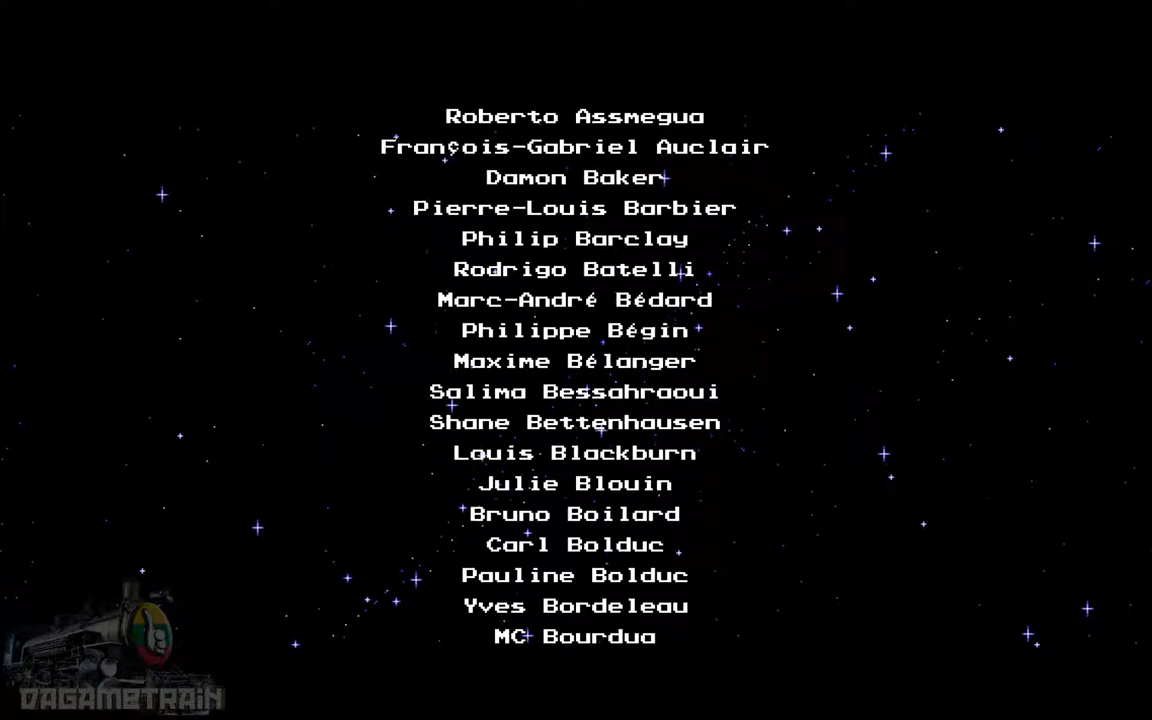 Roberto Assmegua
François-Gabriel Auclair
Damon Baker
Pierre-Louis Barbier
Philip Barclay
Rodrigo Batelli
Marc-André Bédard
Philippe Bégin
Maxime Bélanger
Salima Bessahraoui
Shane Bettenhausen
Louis Blackburn
Julie Blouin
Bruno Boilard
Carl Bolduc
Pauline Bolduc
Yves Bordeleau
MC Bourdua
DAGAMETRAiN